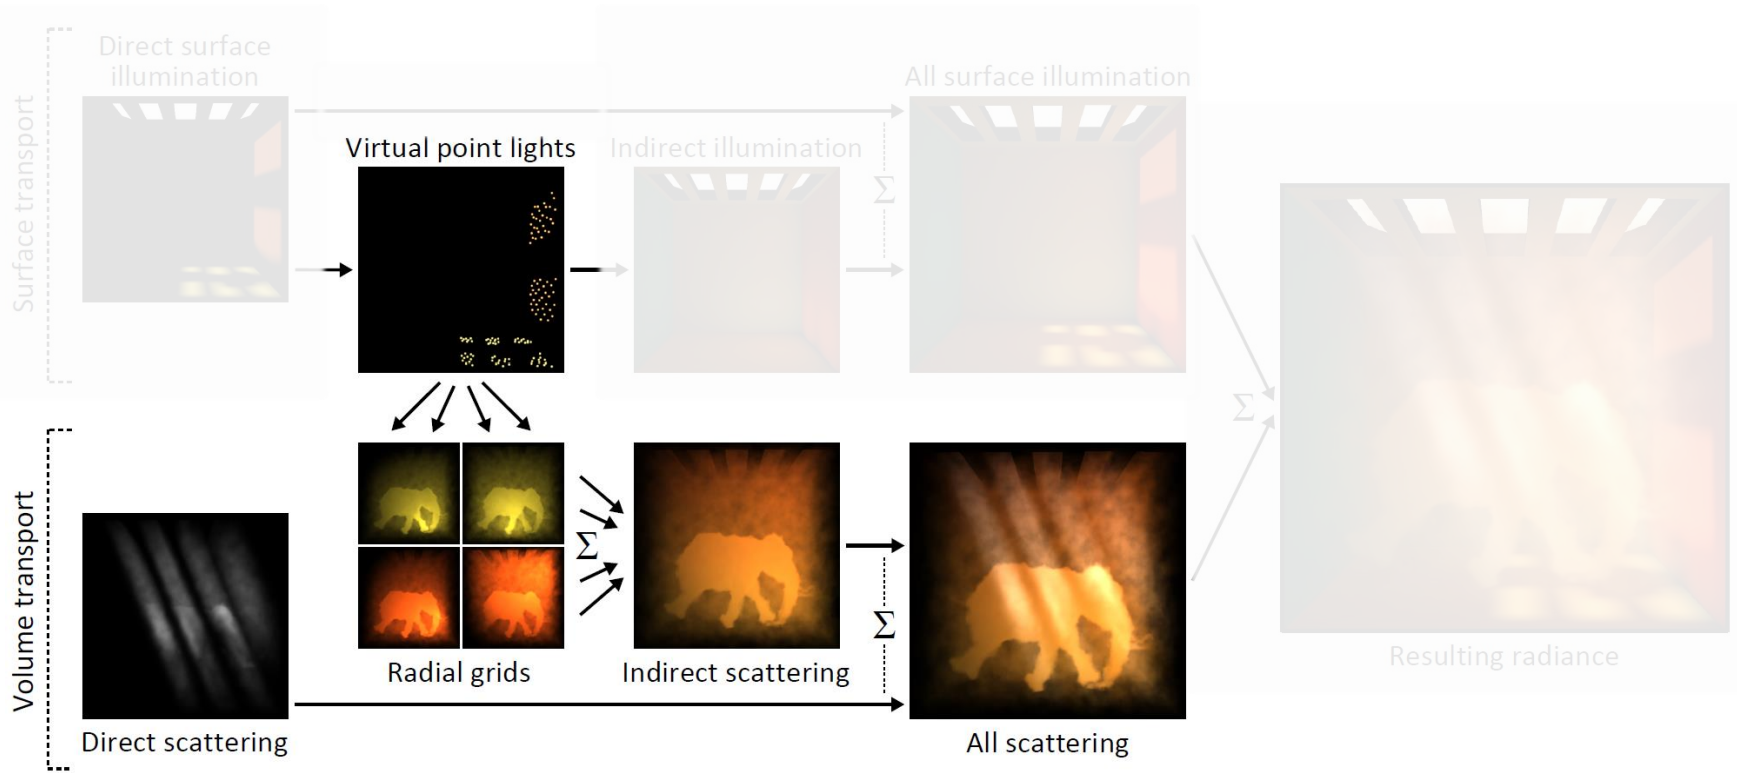 Direct surface
illumination
All surface illumination
Virtual point lights
Indirect illumination
Surface transport
Σ
Σ
Volume transport
Σ
Σ
Radial grids
Indirect scattering
Resulting radiance
Direct scattering
All scattering